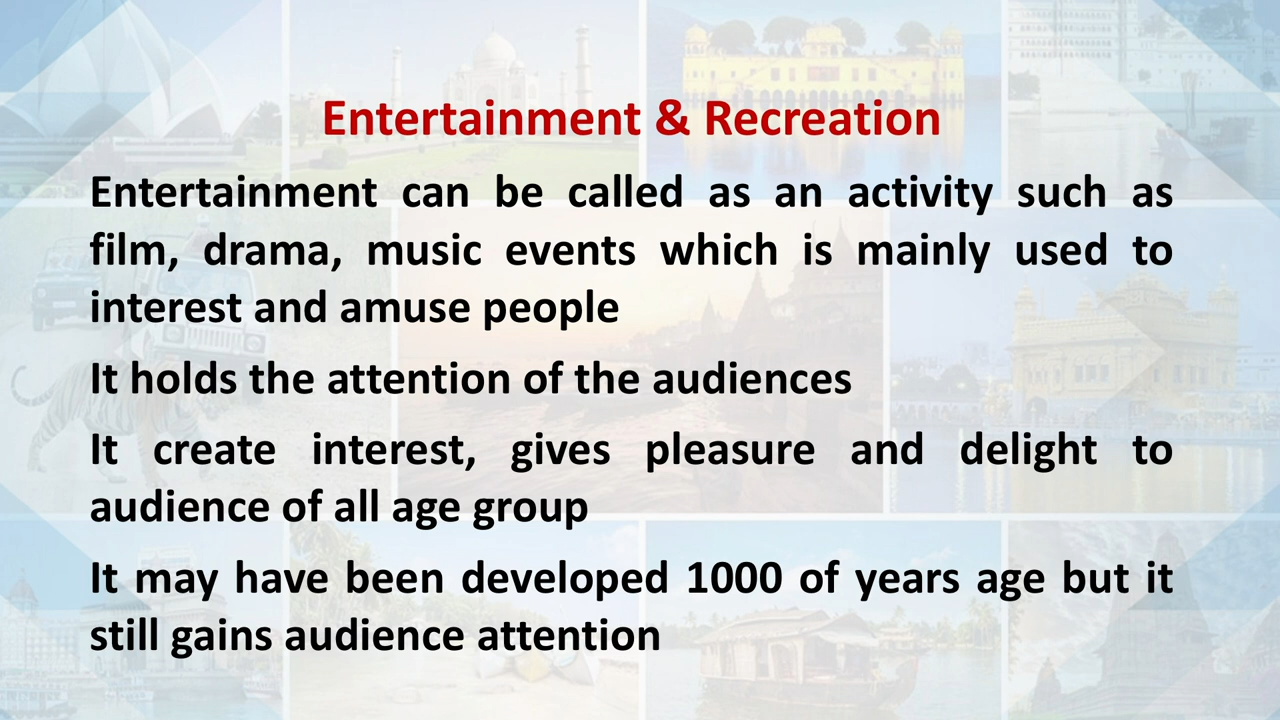 Entertainment & Recreation
Entertainment can be called as an activity such as
film, drama, music events which is mainly used to
interest and amuse people
It holds the attention of the audiences
It create interest, gives pleasure and delight to
audience of all age group
It may have been developed 1000 of years age but it
still gains audience attention